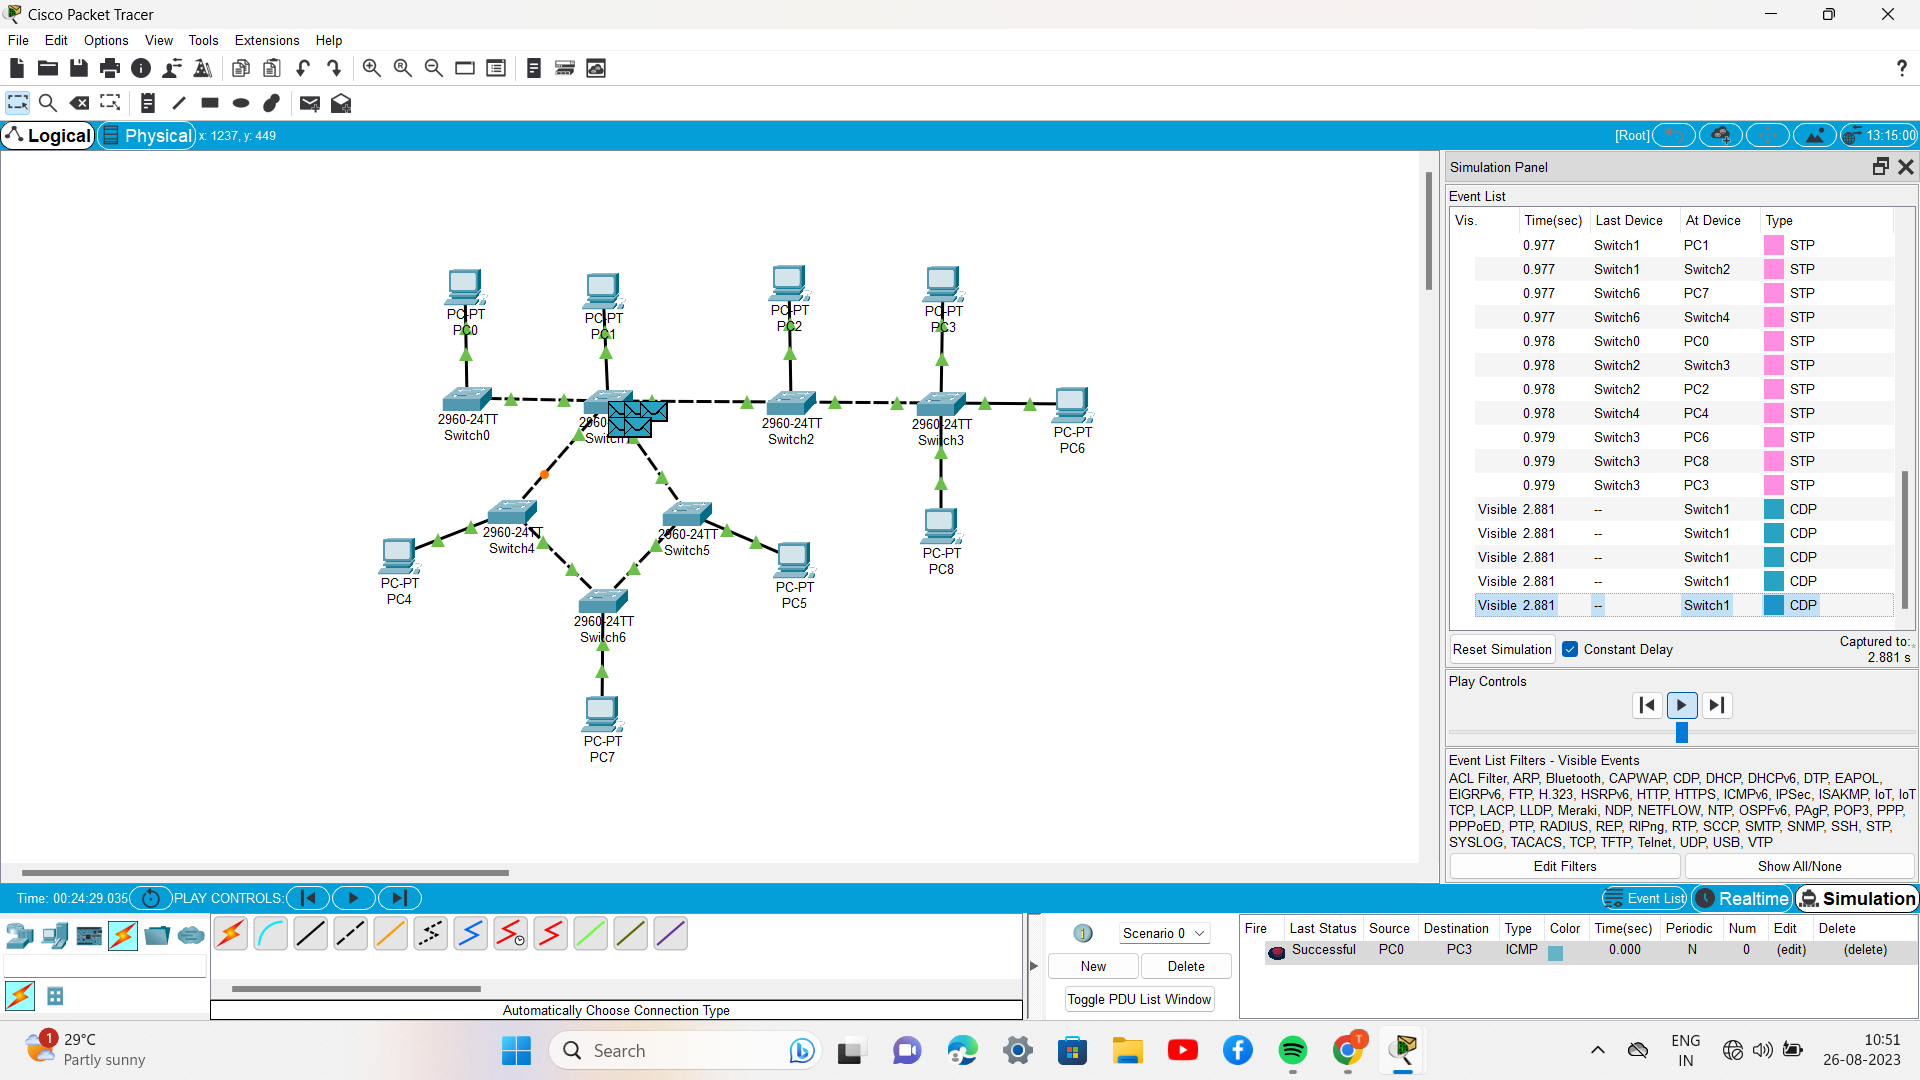 Cisco Packet Tracer
File Edit Options View Tools Extensions Help
Logical Physical x: 1237, y: 449 [Root] 13:15:00
PC-PT
PC0
PC-PT
PC1
PC-PT
PC2
PC-PT
PC3
2960-24TT
Switch0
2960
Switch1
2960-24TT
Switch2
2960-24TT
Switch3
PC-PT
PC6
2960-24TT
Switch4
2960-24TT
Switch5
PC-PT
PC4
PC-PT
PC5
PC-PT
PC8
2960-24TT
Switch6
PC-PT
PC7
Simulation Panel
Event List
Vis. Time(sec) Last Device At Device Type
0.977 Switch1 PC1 STP
0.977 Switch1 Switch2 STP
0.977 Switch6 PC7 STP
0.977 Switch6 Switch4 STP
0.978 Switch0 PC0 STP
0.978 Switch2 Switch3 STP
0.978 Switch2 PC2 STP
0.978 Switch4 PC4 STP
0.979 Switch3 PC6 STP
0.979 Switch3 PC8 STP
0.979 Switch3 PC3 STP
Visible 2.881 -- Switch1 CDP
Visible 2.881 -- Switch1 CDP
Visible 2.881 -- Switch1 CDP
Visible 2.881 -- Switch1 CDP
Visible 2.881 -- Switch1 CDP
Reset Simulation Constant Delay Captured to:
2.881 s
Play Controls
Event List Filters - Visible Events
ACL Filter, ARP, Bluetooth, CAPWAP, CDP, DHCP, DHCPv6, DTP, EAPOL,
EIGRPv6, FTP, H.323, HSRPv6, HTTP, HTTPS, ICMPv6, IPSec, ISAKMP, IoT, IoT
TCP, LACP, LLDP, Meraki, NDP, NETFLOW, NTP, OSPFv6, PAgP, POP3, PPP,
PPPoED, PTP, RADIUS, REP, RIPng, RTP, SCCP, SMTP, SNMP, SSH, STP,
SYSLOG, TACACS, TCP, TFTP, Telnet, UDP, USB, VTP
Edit Filters Show All/None
Time: 00:24:29.035 PLAY CONTROLS: Event List Realtime Simulation
Automatically Choose Connection Type
Scenario 0
New Delete
Toggle PDU List Window
Fire Last Status Source Destination Type Color Time(sec) Periodic Num Edit Delete
Successful PC0 PC3 ICMP 0.000 N 0 (edit) (delete)
1 29°C
Partly sunny
Search
T
ENG
IN
10:51
26-08-2023